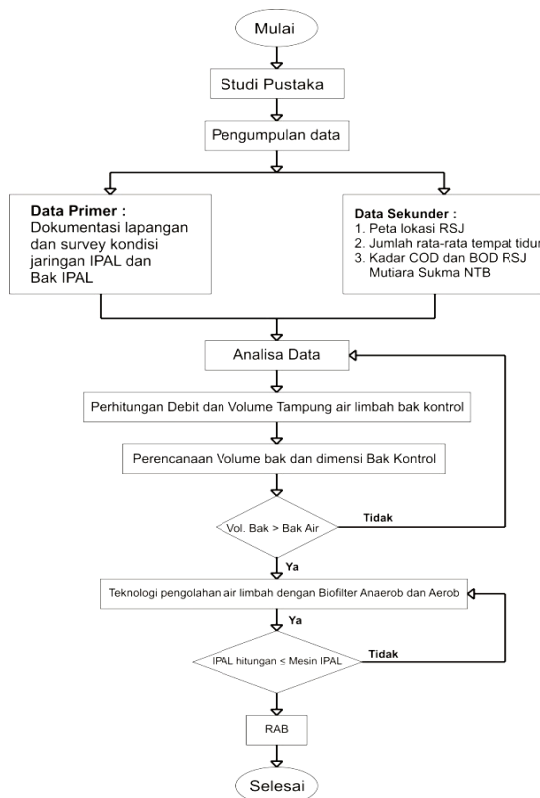 Mulai
Studi Pustaka
Pengumpulan data
Data Primer :
Dokumentasi lapangan
dan survey kondisi
jaringan IPAL dan
Bak IPAL
Data Sekunder :
1. Peta lokasi RSJ
2. Jumlah rata-rata tempat tidur
3. Kadar COD dan BOD RSJ
Mutiara Sukma NTB
Analisa Data
Perhitungan Debit dan Volume Tampung air limbah bak kontrol
Perencanaan Volume bak dan dimensi Bak Kontrol
Vol. Bak > Bak Air
Tidak
Ya
Teknologi pengolahan air limbah dengan Biofilter Anaerob dan Aerob
Ya
IPAL hitungan ≤ Mesin IPAL
Tidak
RAB
Selesai